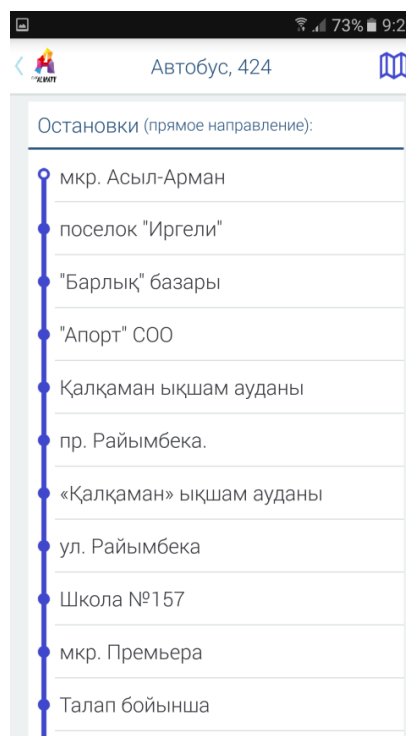 73% 9:2
ALMATY
Автобус, 424
Остановки (прямое направление):
мкр. Асыл-Арман
поселок "Иргели"
"Барлық" базары
"Апорт" СОО
Қалқаман ықшам ауданы
пр. Райымбека.
«Қалқаман» ықшам ауданы
ул. Райымбека
Школа №157
мкр. Премьера
Талап бойынша